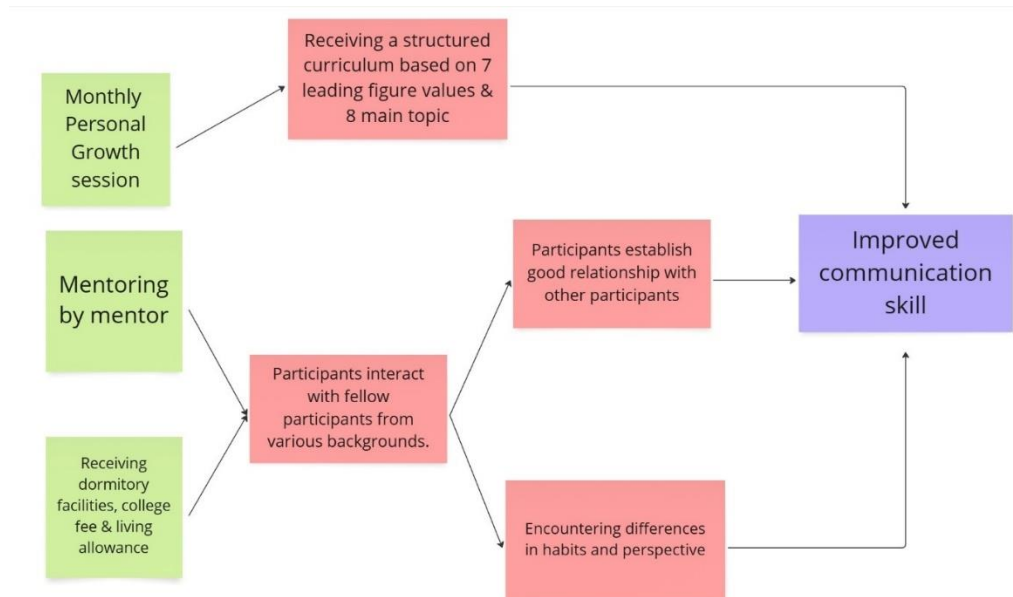 Monthly
Personal
Growth
session
Receiving a structured
curriculum based on 7
leading figure values &
8 main topic
Mentoring
by mentor
Participants establish
good relationship with
other participants
Improved
communication
skill
Participants interact
with fellow
participants from
various backgrounds.
Receiving
dormitory
facilities, college
fee & living
allowance
Encountering differences
in habits and perspective